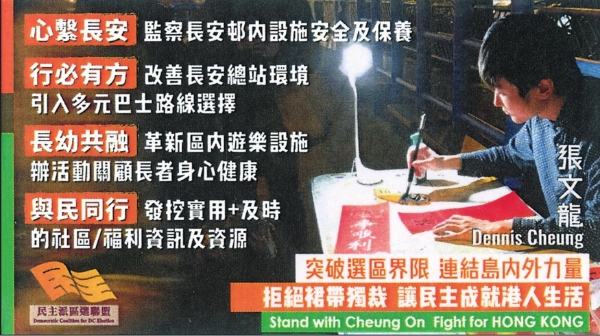 心繫長安 監察長安邨內設施安全及保養
行必有方 改善長安總站環境
引入多元巴士路線選擇
長幼共融 革新區內遊樂設施
辦活動關顧長者身心健康
與民同行 發挖實用+及時
的社區/福利資訊及資源
張文龍
Dennis Cheung
民主
民主派區選聯盟
Democratic Coalition for DC Election
突破選區界限 連結島內外力量
拒絕裙帶獨裁 讓民主成就港人生活
Stand with Cheung On Fight for HONG KONG